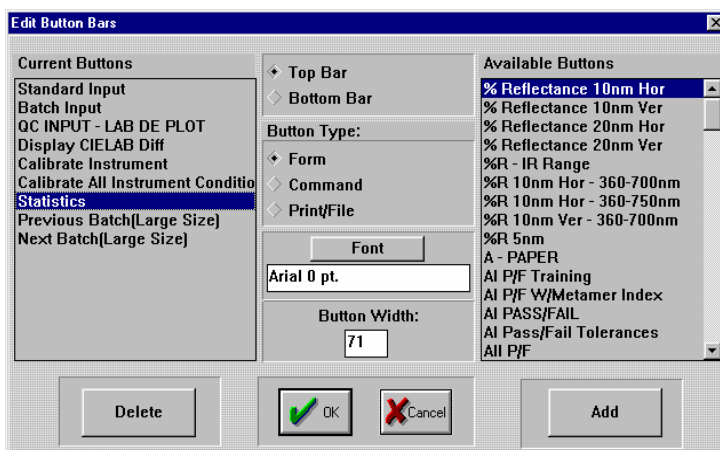 Edit Button Bars
Current Buttons
Standard Input
Batch Input
QC INPUT - LAB DE PLOT
Display CIELAB Diff
Calibrate Instrument
Calibrate All Instrument Conditio
Statistics
Previous Batch(Large Size)
Next Batch(Large Size)
Top Bar
Bottom Bar
Button Type:
Form
Command
Print/File
Font
Arial 0 pt.
Button Width:
71
Available Buttons
% Reflectance 10nm Hor
% Reflectance 10nm Ver
% Reflectance 20nm Hor
% Reflectance 20nm Ver
%R - IR Range
%R 10nm Hor - 360-700nm
%R 10nm Hor - 360-750nm
%R 10nm Ver - 360-700nm
%R 5nm
A - PAPER
AI P/F Training
AI P/F W/Metamer Index
AI PASS/FAIL
AI Pass/Fail Tolerances
All P/F
Delete
OK
Cancel
Add